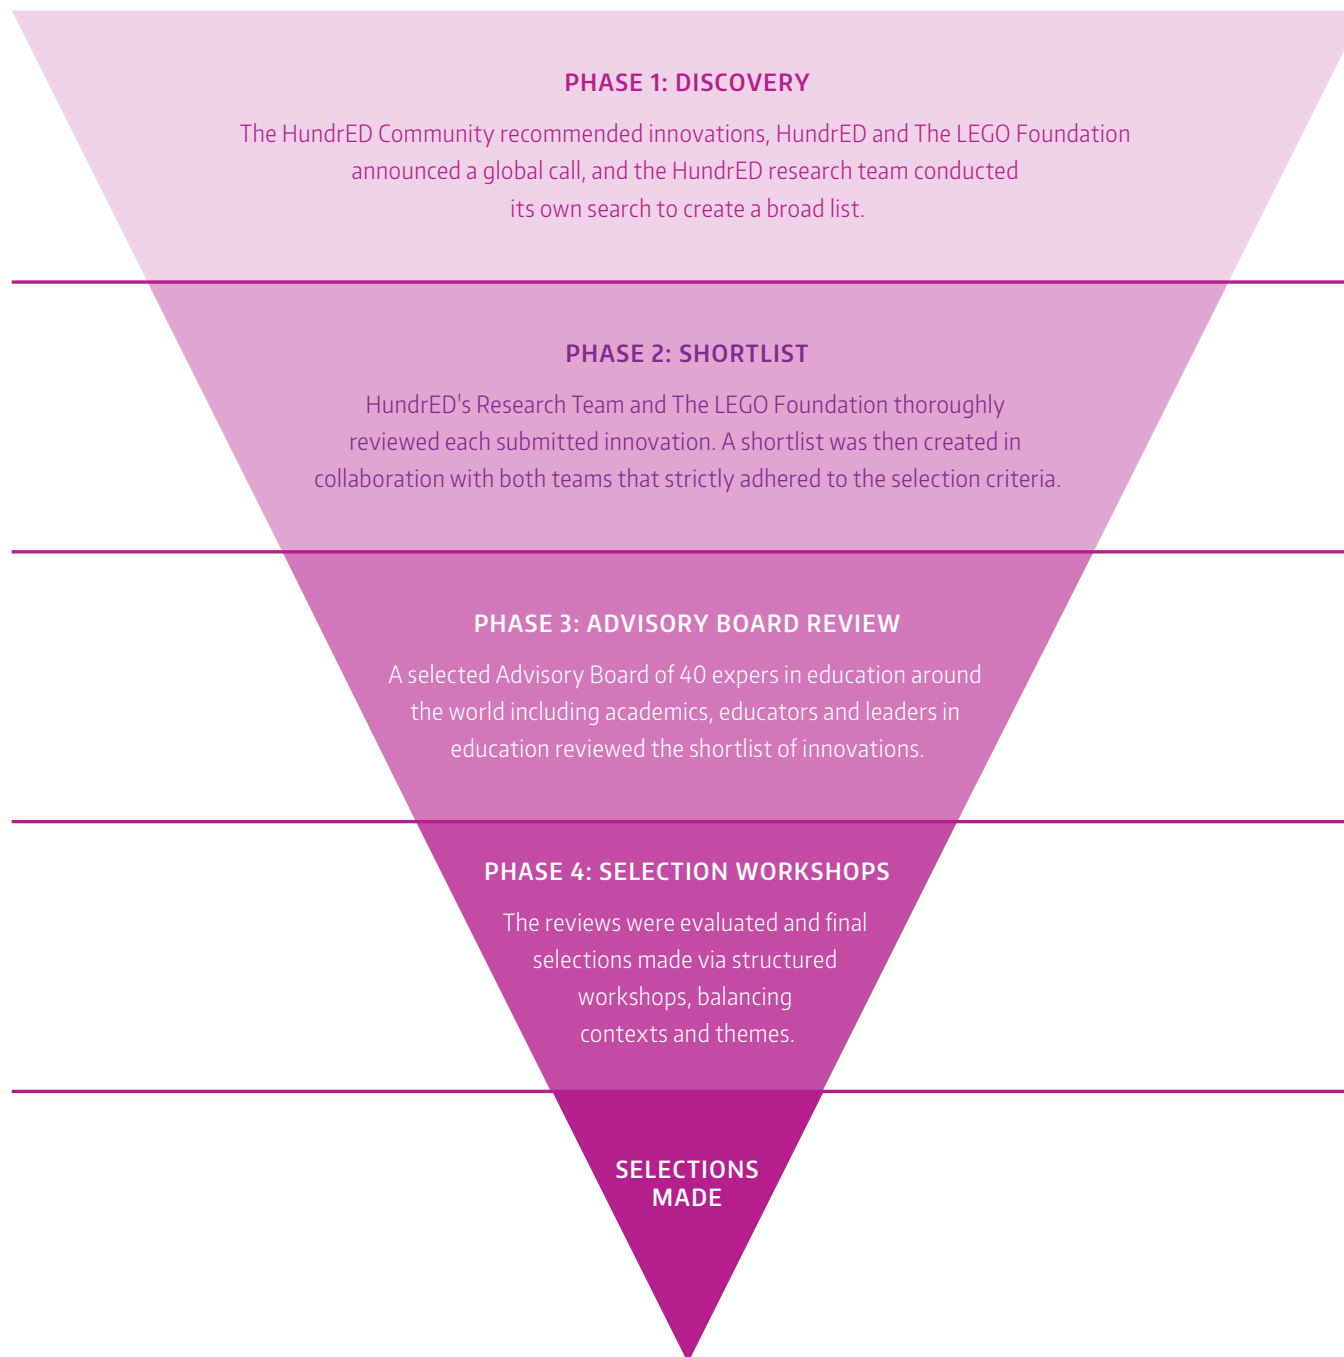 PHASE 1: DISCOVERY
The HundrED Community recommended innovations, HundrED and The LEGO Foundation
announced a global call, and the HundrED research team conducted
its own search to create a broad list.
PHASE 2: SHORTLIST
HundrED's Research Team and The LEGO Foundation thoroughly
reviewed each submitted innovation. A shortlist was then created in
collaboration with both teams that strictly adhered to the selection criteria.
PHASE 3: ADVISORY BOARD REVIEW
A selected Advisory Board of 40 expers in education around
the world including academics, educators and leaders in
education reviewed the shortlist of innovations.
PHASE 4: SELECTION WORKSHOPS
The reviews were evaluated and final
selections made via structured
workshops, balancing
contexts and themes.
SELECTIONS
MADE